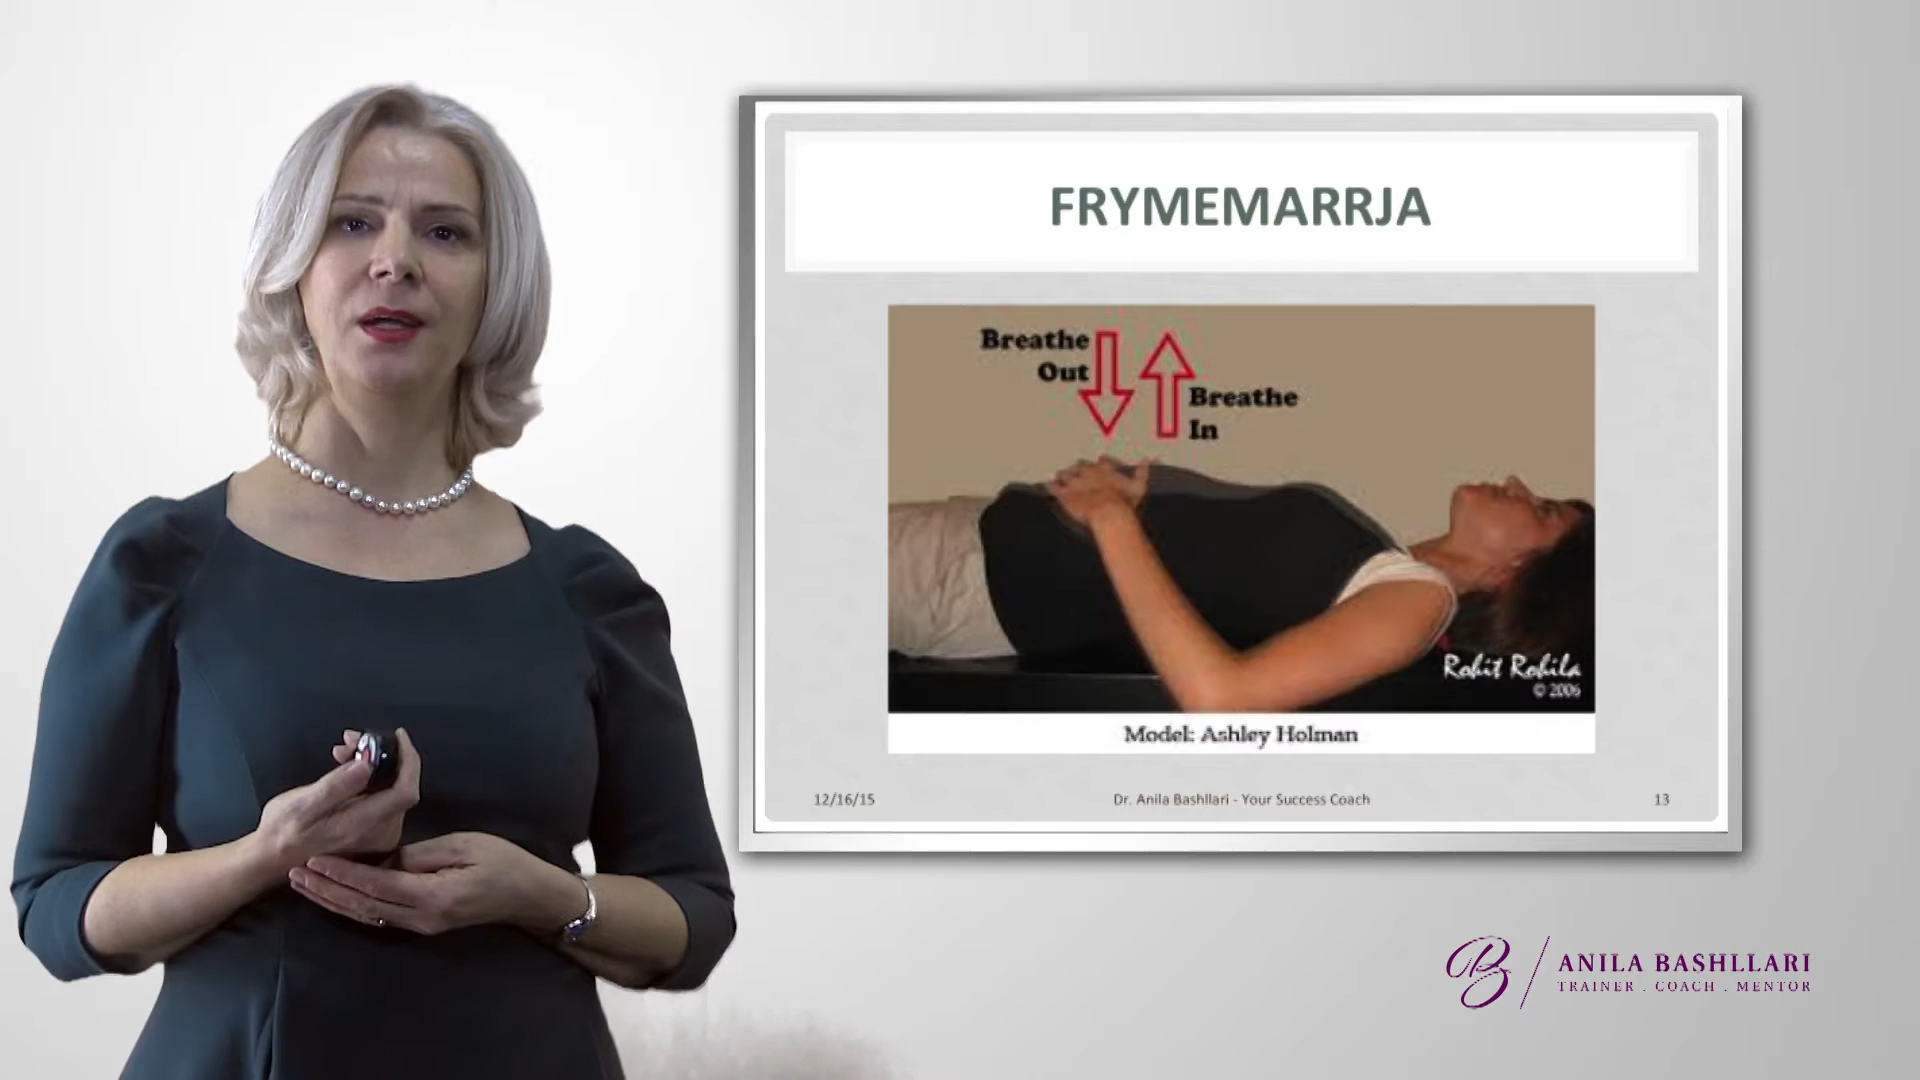 FRYMEMARRJA
Breathe
Out
Breathe
In
Rohit Rohila
© 2006
Model: Ashley Holman
12/16/15
Dr. Anila Bashllari - Your Success Coach
13
B
ANILA BASHLLARI
TRAINER . COACH . MENTOR